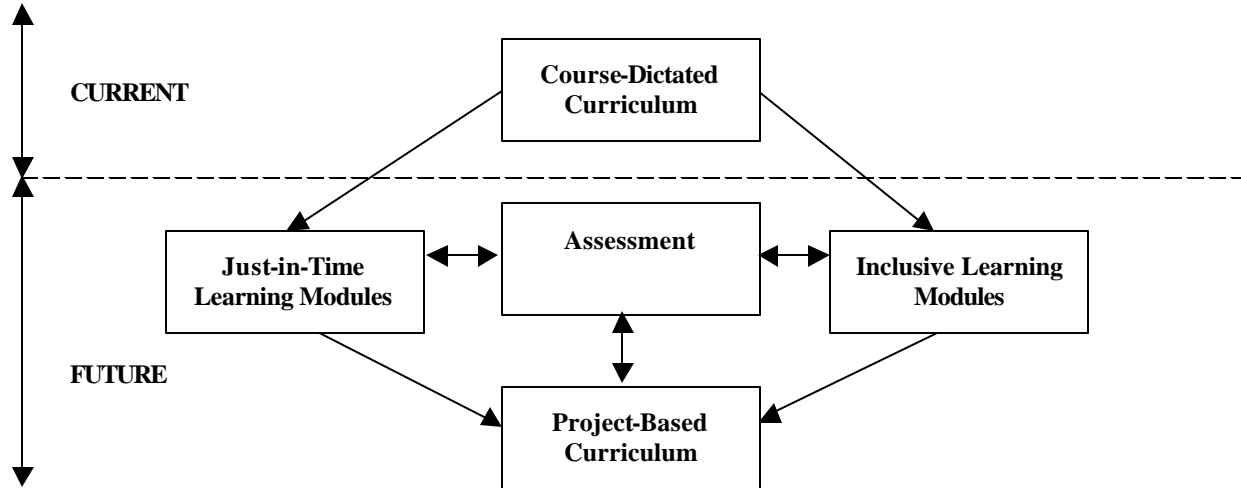 CURRENT
Course-Dictated
Curriculum
Assessment
Just-in-Time
Learning Modules
Inclusive Learning
Modules
FUTURE
Project-Based
Curriculum